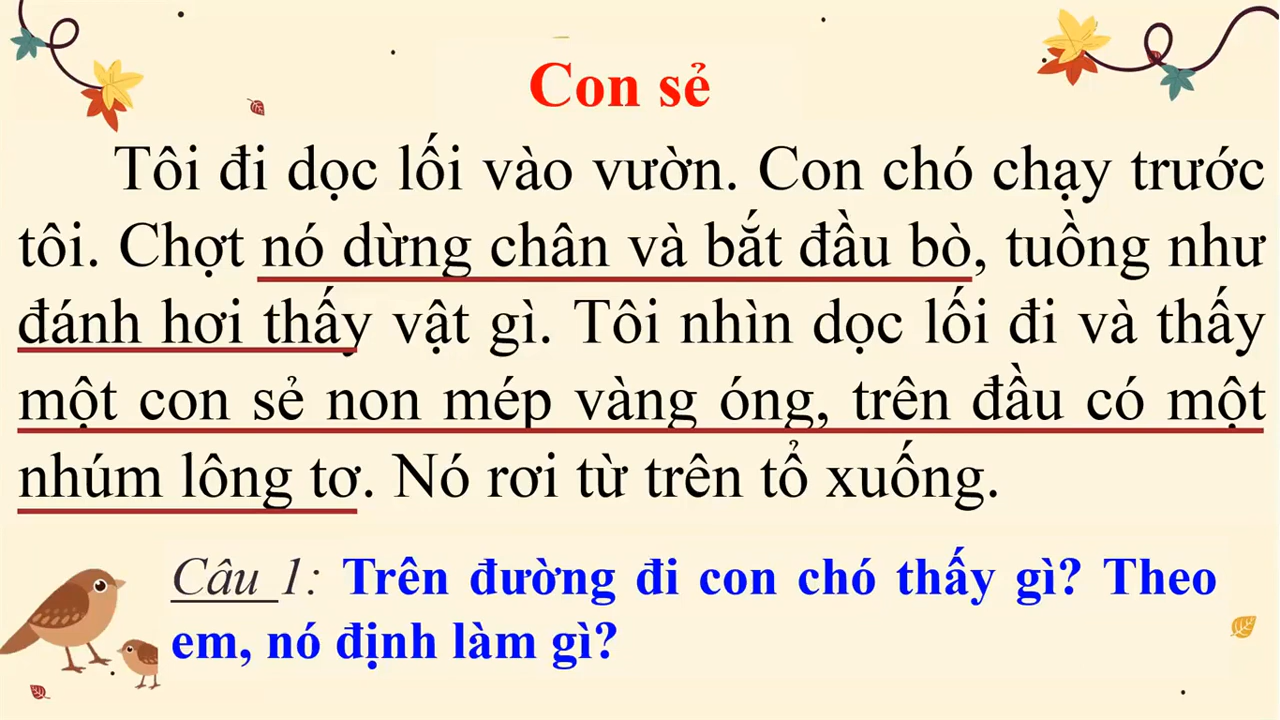 Con sẻ
Tôi đi dọc lối vào vườn. Con chó chạy trước
tôi. Chợt nó dừng chân và bắt đầu bò, tuồng như
đánh hơi thấy vật gì. Tôi nhìn dọc lối đi và thấy
một con sẻ non mép vàng óng, trên đầu có một
nhúm lông tơ. Nó rơi từ trên tổ xuống.
Câu 1: Trên đường đi con chó thấy gì? Theo
em, nó định làm gì?